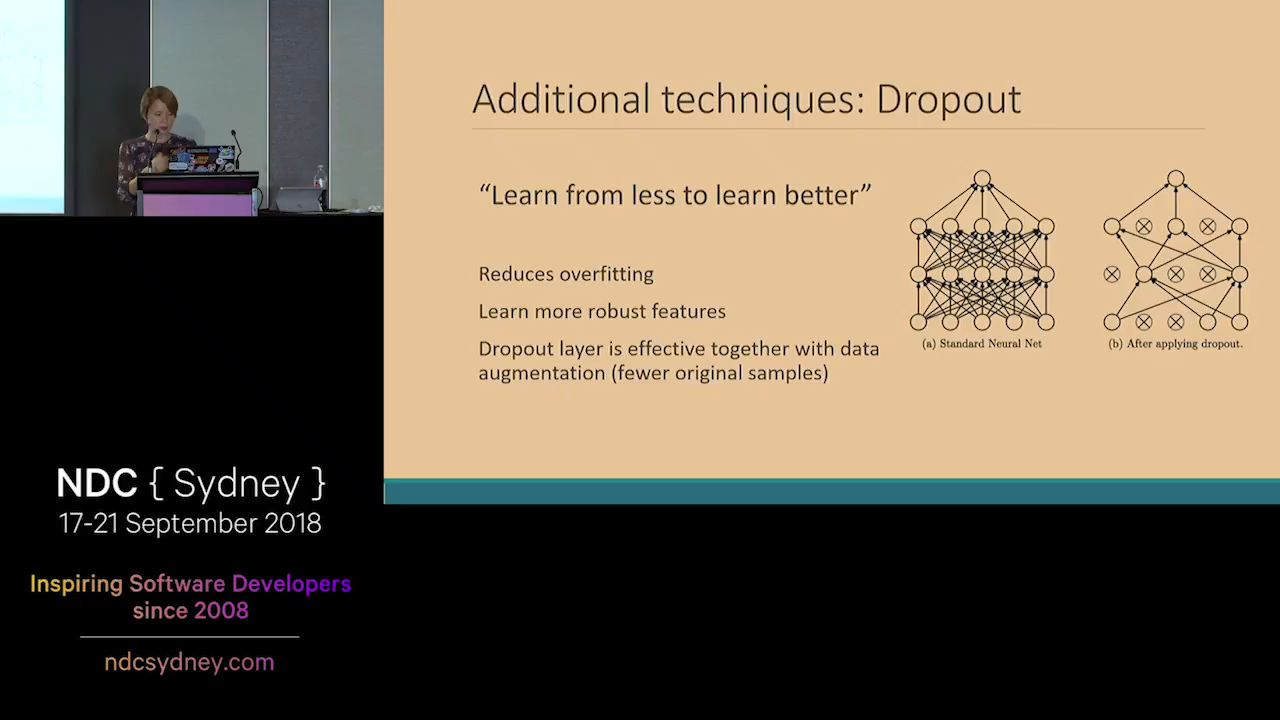 Additional techniques: Dropout
“Learn from less to learn better”
Reduces overfitting
Learn more robust features
Dropout layer is effective together with data
augmentation (fewer original samples)
(a) Standard Neural Net
(b) After applying dropout.
NDC { Sydney }
17-21 September 2018
Inspiring Software Developers
since 2008
ndcsydney.com